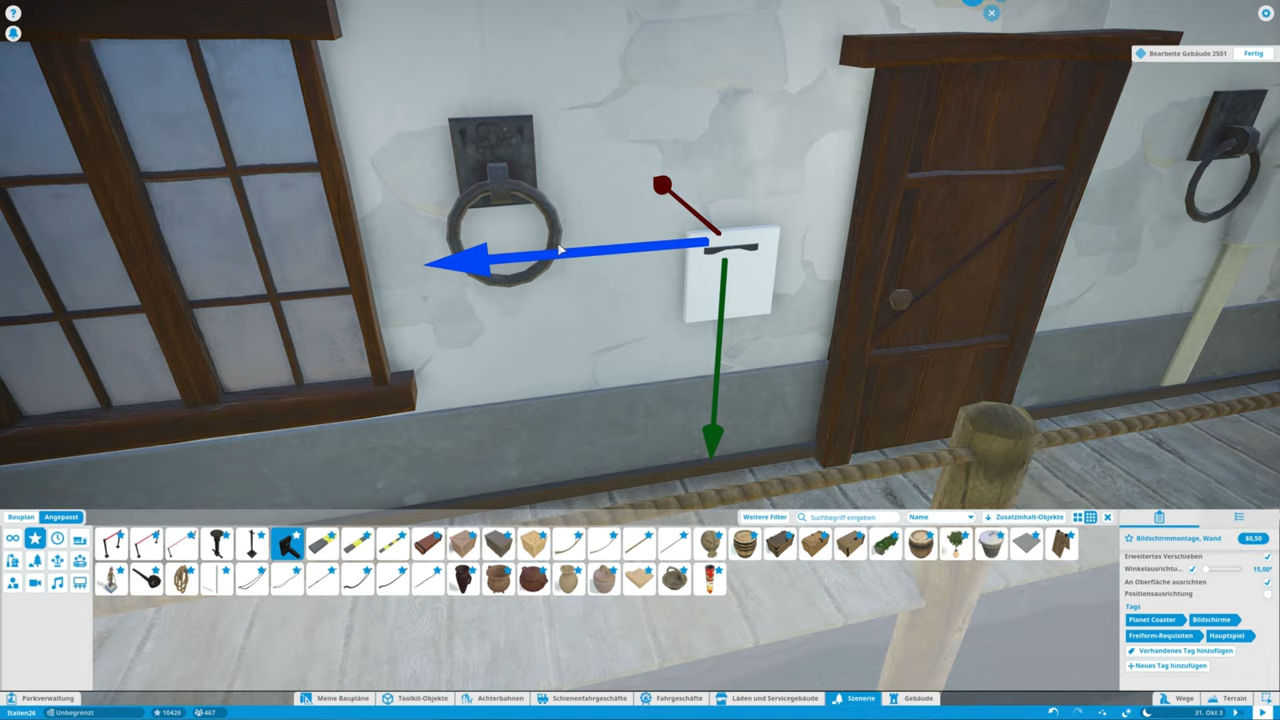 ?
Bearbeite Gebäude 2501 Fertig
Bauplan Angepasst
Weitere Filter Suchbegriff eingeben Name Zusatzinhalt-Objekte
Bildschirmmontage, Wand $0,50
Erweitertes Verschieben
Winkelausrichtu... 15,00°
An Oberfläche ausrichten
Positionsausrichtung
Tags
Planet Coaster Bildschirme
Freiform-Requisiten Hauptspiel
Vorhandenes Tag hinzufügen
+Neues Tag hinzufügen
Parkverwaltung Meine Baupläne Toolkit-Objekte Achterbahnen Schienenfahrgeschäfte Fahrgeschäfte Läden und Servicegebäude Szenerie Gebäude Wege Terrain
Italien26 Unbegrenzt 10426 467 31. Okt 3